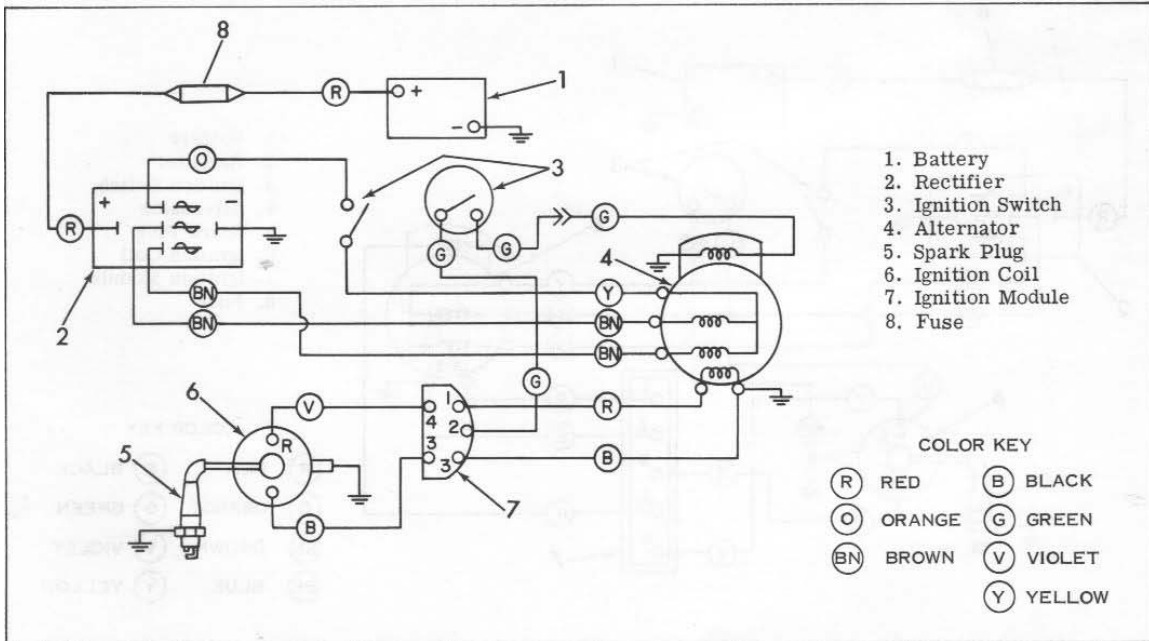 8
R
+
-
1
O
3
+
-
R
G
G
G
1. Battery
2. Rectifier
3. Ignition Switch
4. Alternator
5. Spark Plug
6. Ignition Coil
7. Ignition Module
8. Fuse
4
2
BN
BN
Y
BN
BN
G
6
V
R
5
B
1
4
2
3
3
7
R
B
COLOR KEY
R RED
B BLACK
O ORANGE
G GREEN
BN BROWN
V VIOLET
Y YELLOW